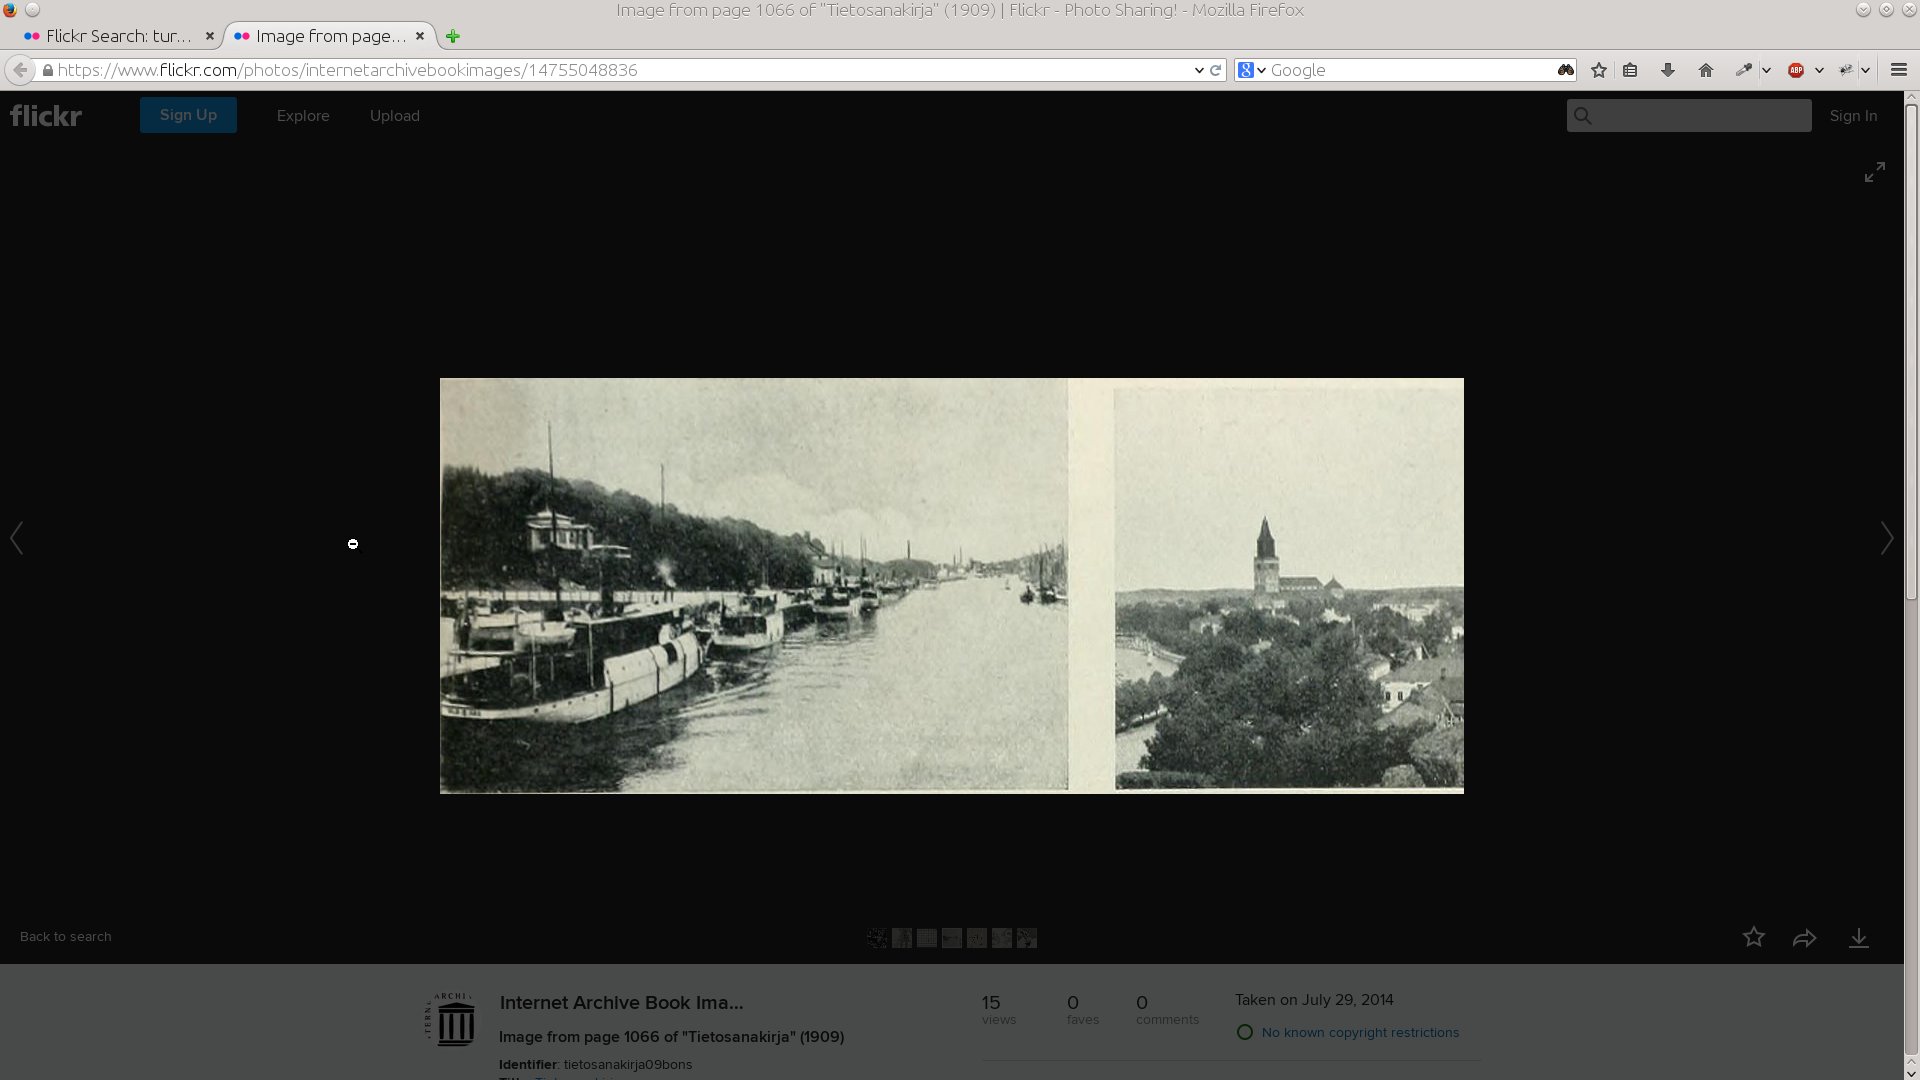 Image from page 1066 of "Tietosanakirja" (1909) | Flickr - Photo Sharing! - Mozilla Firefox
Flickr Search: tur...
Image from page...
https://www.flickr.com/photos/internetarchivebookimages/14755048836
Google
ABP
flickr
Sign Up
Explore
Upload
Sign In
Back to search
Internet Archive Book Ima...
Image from page 1066 of "Tietosanakirja" (1909)
Identifier: tietosanakirja09bons
15
views
0
faves
0
comments
Taken on July 29, 2014
No known copyright restrictions